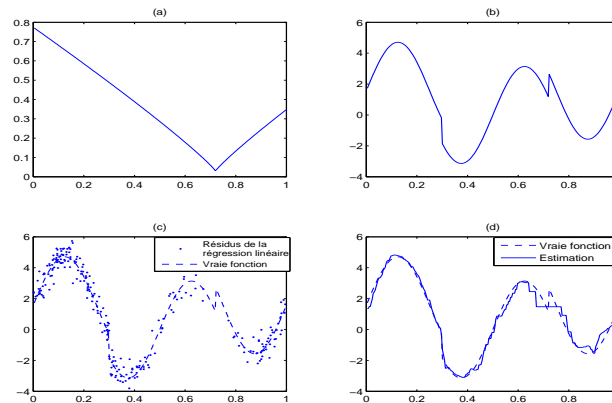 (a)
0.8
0.7
0.6
0.5
0.4
0.3
0.2
0.1
0
0 0.2 0.4 0.6 0.8 1
(b)
6
4
2
0
−2
−4
0 0.2 0.4 0.6 0.8
(c)
6
4
2
0
−2
−4
0 0.2 0.4 0.6 0.8 1
Résidus de la
régression linéaire
Vraie fonction
(d)
6
4
2
0
−2
−4
0 0.2 0.4 0.6 0.8
Vraie fonction
Estimation